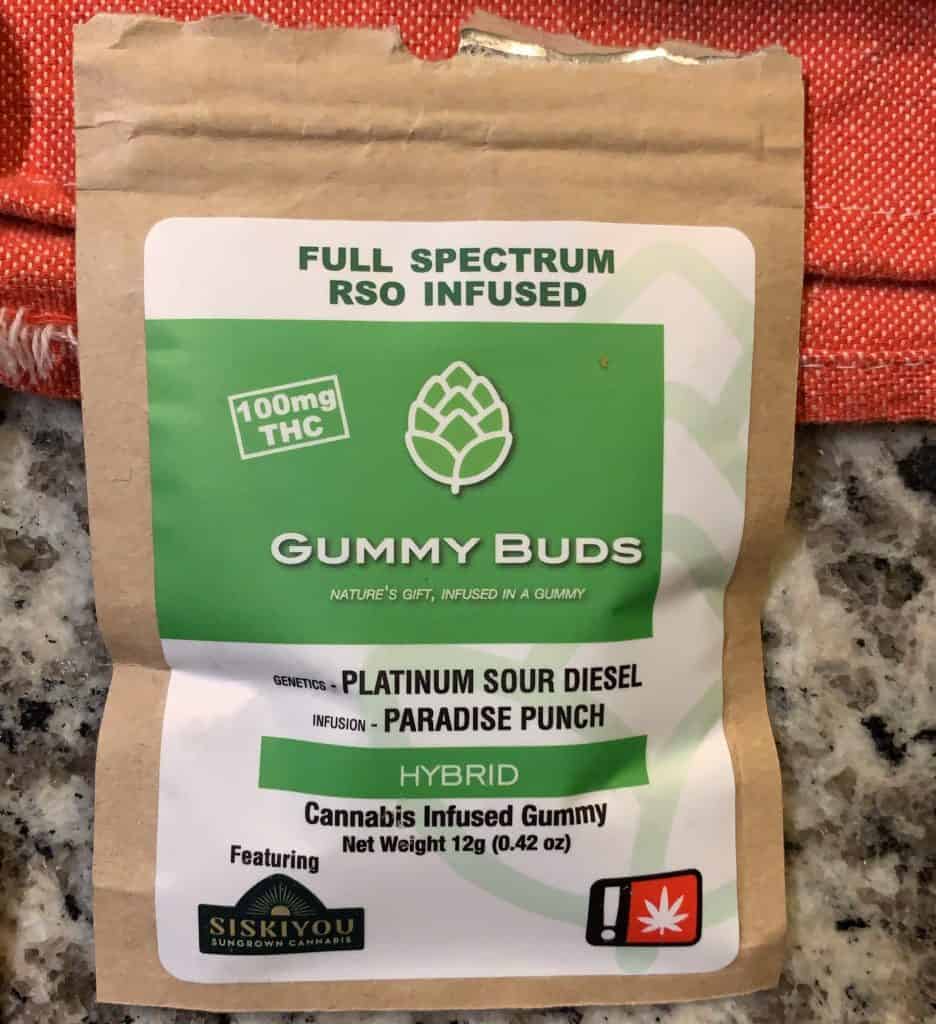 FULL SPECTRUM
RSO INFUSED
100mg
THC
GUMMY BUDS
NATURE'S GIFT, INFUSED IN A GUMMY
GENETICS - PLATINUM SOUR DIESEL
INFUSION - PARADISE PUNCH
HYBRID
Cannabis Infused Gummy
Net Weight 12g (0.42 oz)
Featuring
SISKIYOU
SUNGROWN CANNABIS
!